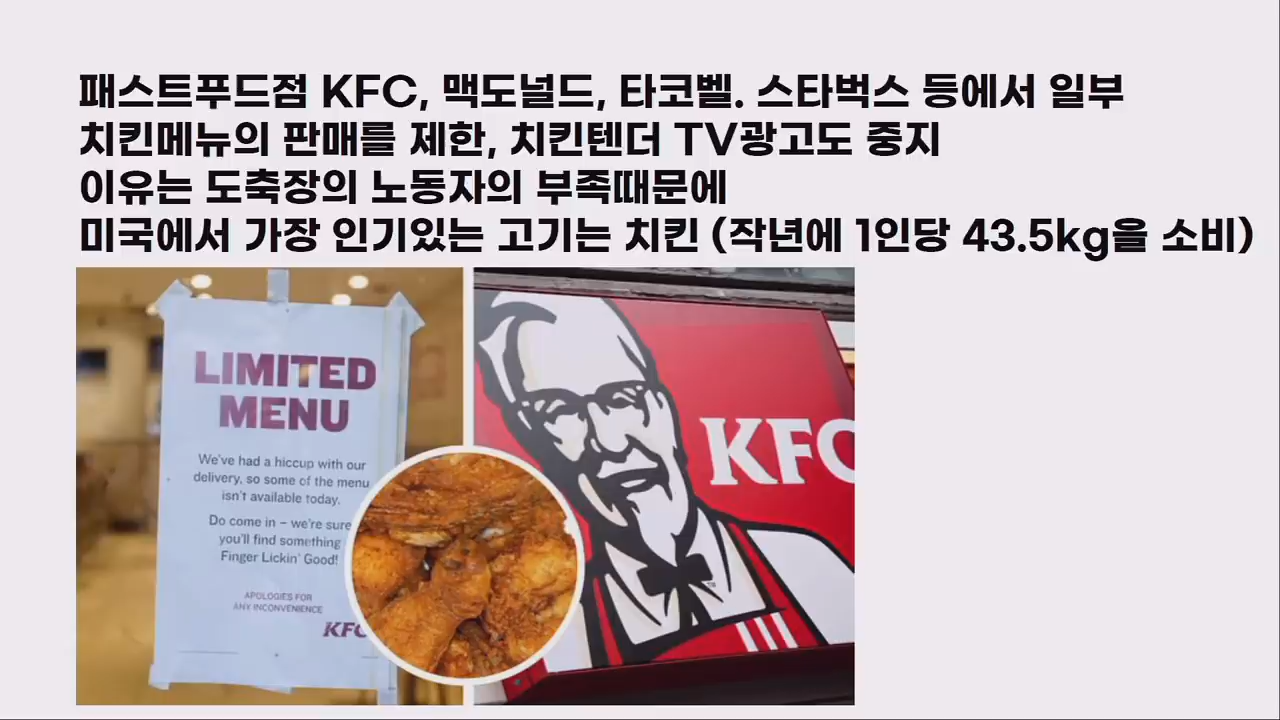 패스트푸드점 KFC, 맥도널드, 타코벨. 스타벅스 등에서 일부
치킨메뉴의 판매를 제한, 치킨텐더 TV광고도 중지
이유는 도축장의 노동자의 부족때문에
미국에서 가장 인기있는 고기는 치킨 (작년에 1인당 43.5kg을 소비)
LIMITED
MENU
We've had a hiccup with our
delivery, so some of the menu
isn't available today.
Do come in – we're sure
you'll find something
Finger Lickin' Good!
APOLOGIES FOR
ANY INCONVENIENCE
KFC
KFC